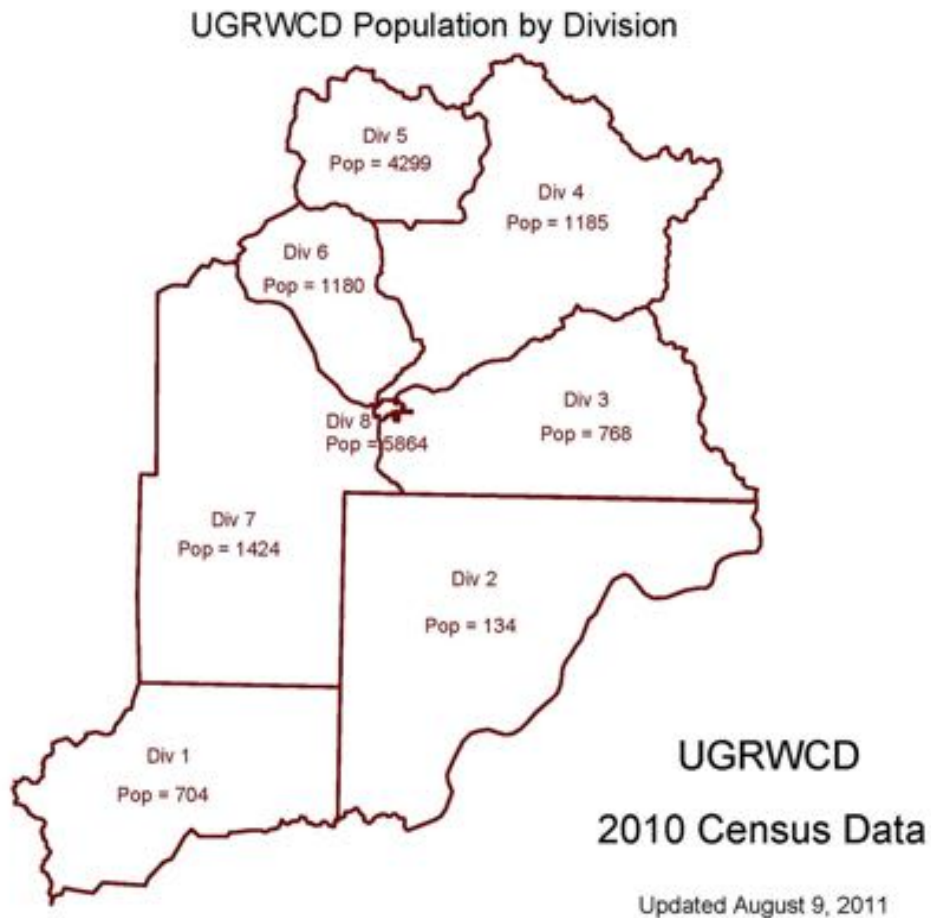 UGRWCD Population by Division
Div 5
Pop = 4299
Div 4
Pop = 1185
Div 6
Pop = 1180
Div 3
Pop = 768
Div 8
Pop = 5864
Div 7
Pop = 1424
Div 2
Pop = 134
Div 1
Pop = 704
UGRWCD
2010 Census Data
Updated August 9, 2011